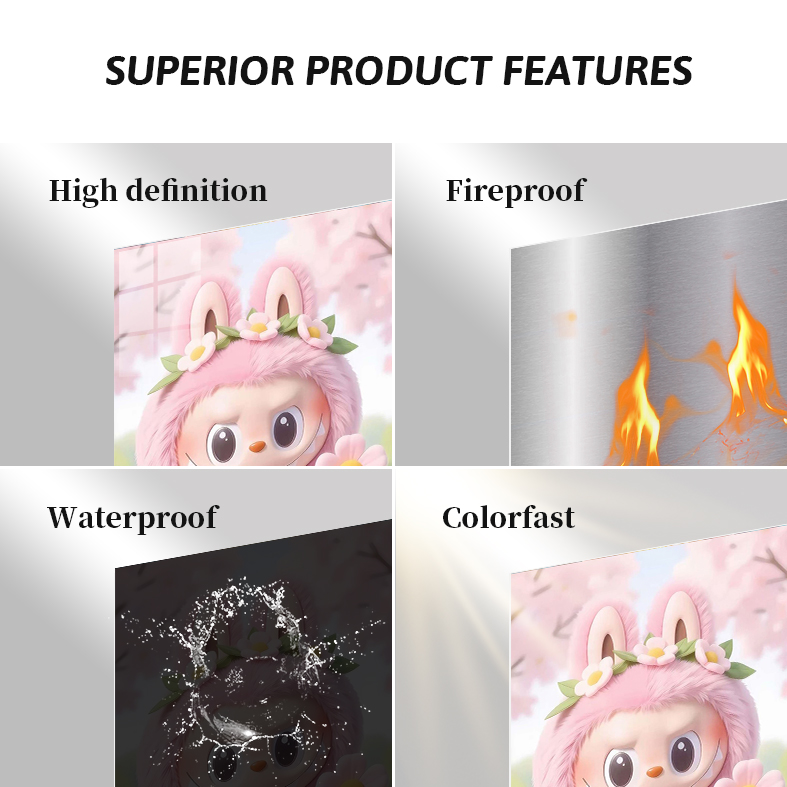 SUPERIOR PRODUCT FEATURES
High definition
Fireproof
Waterproof
Colorfast